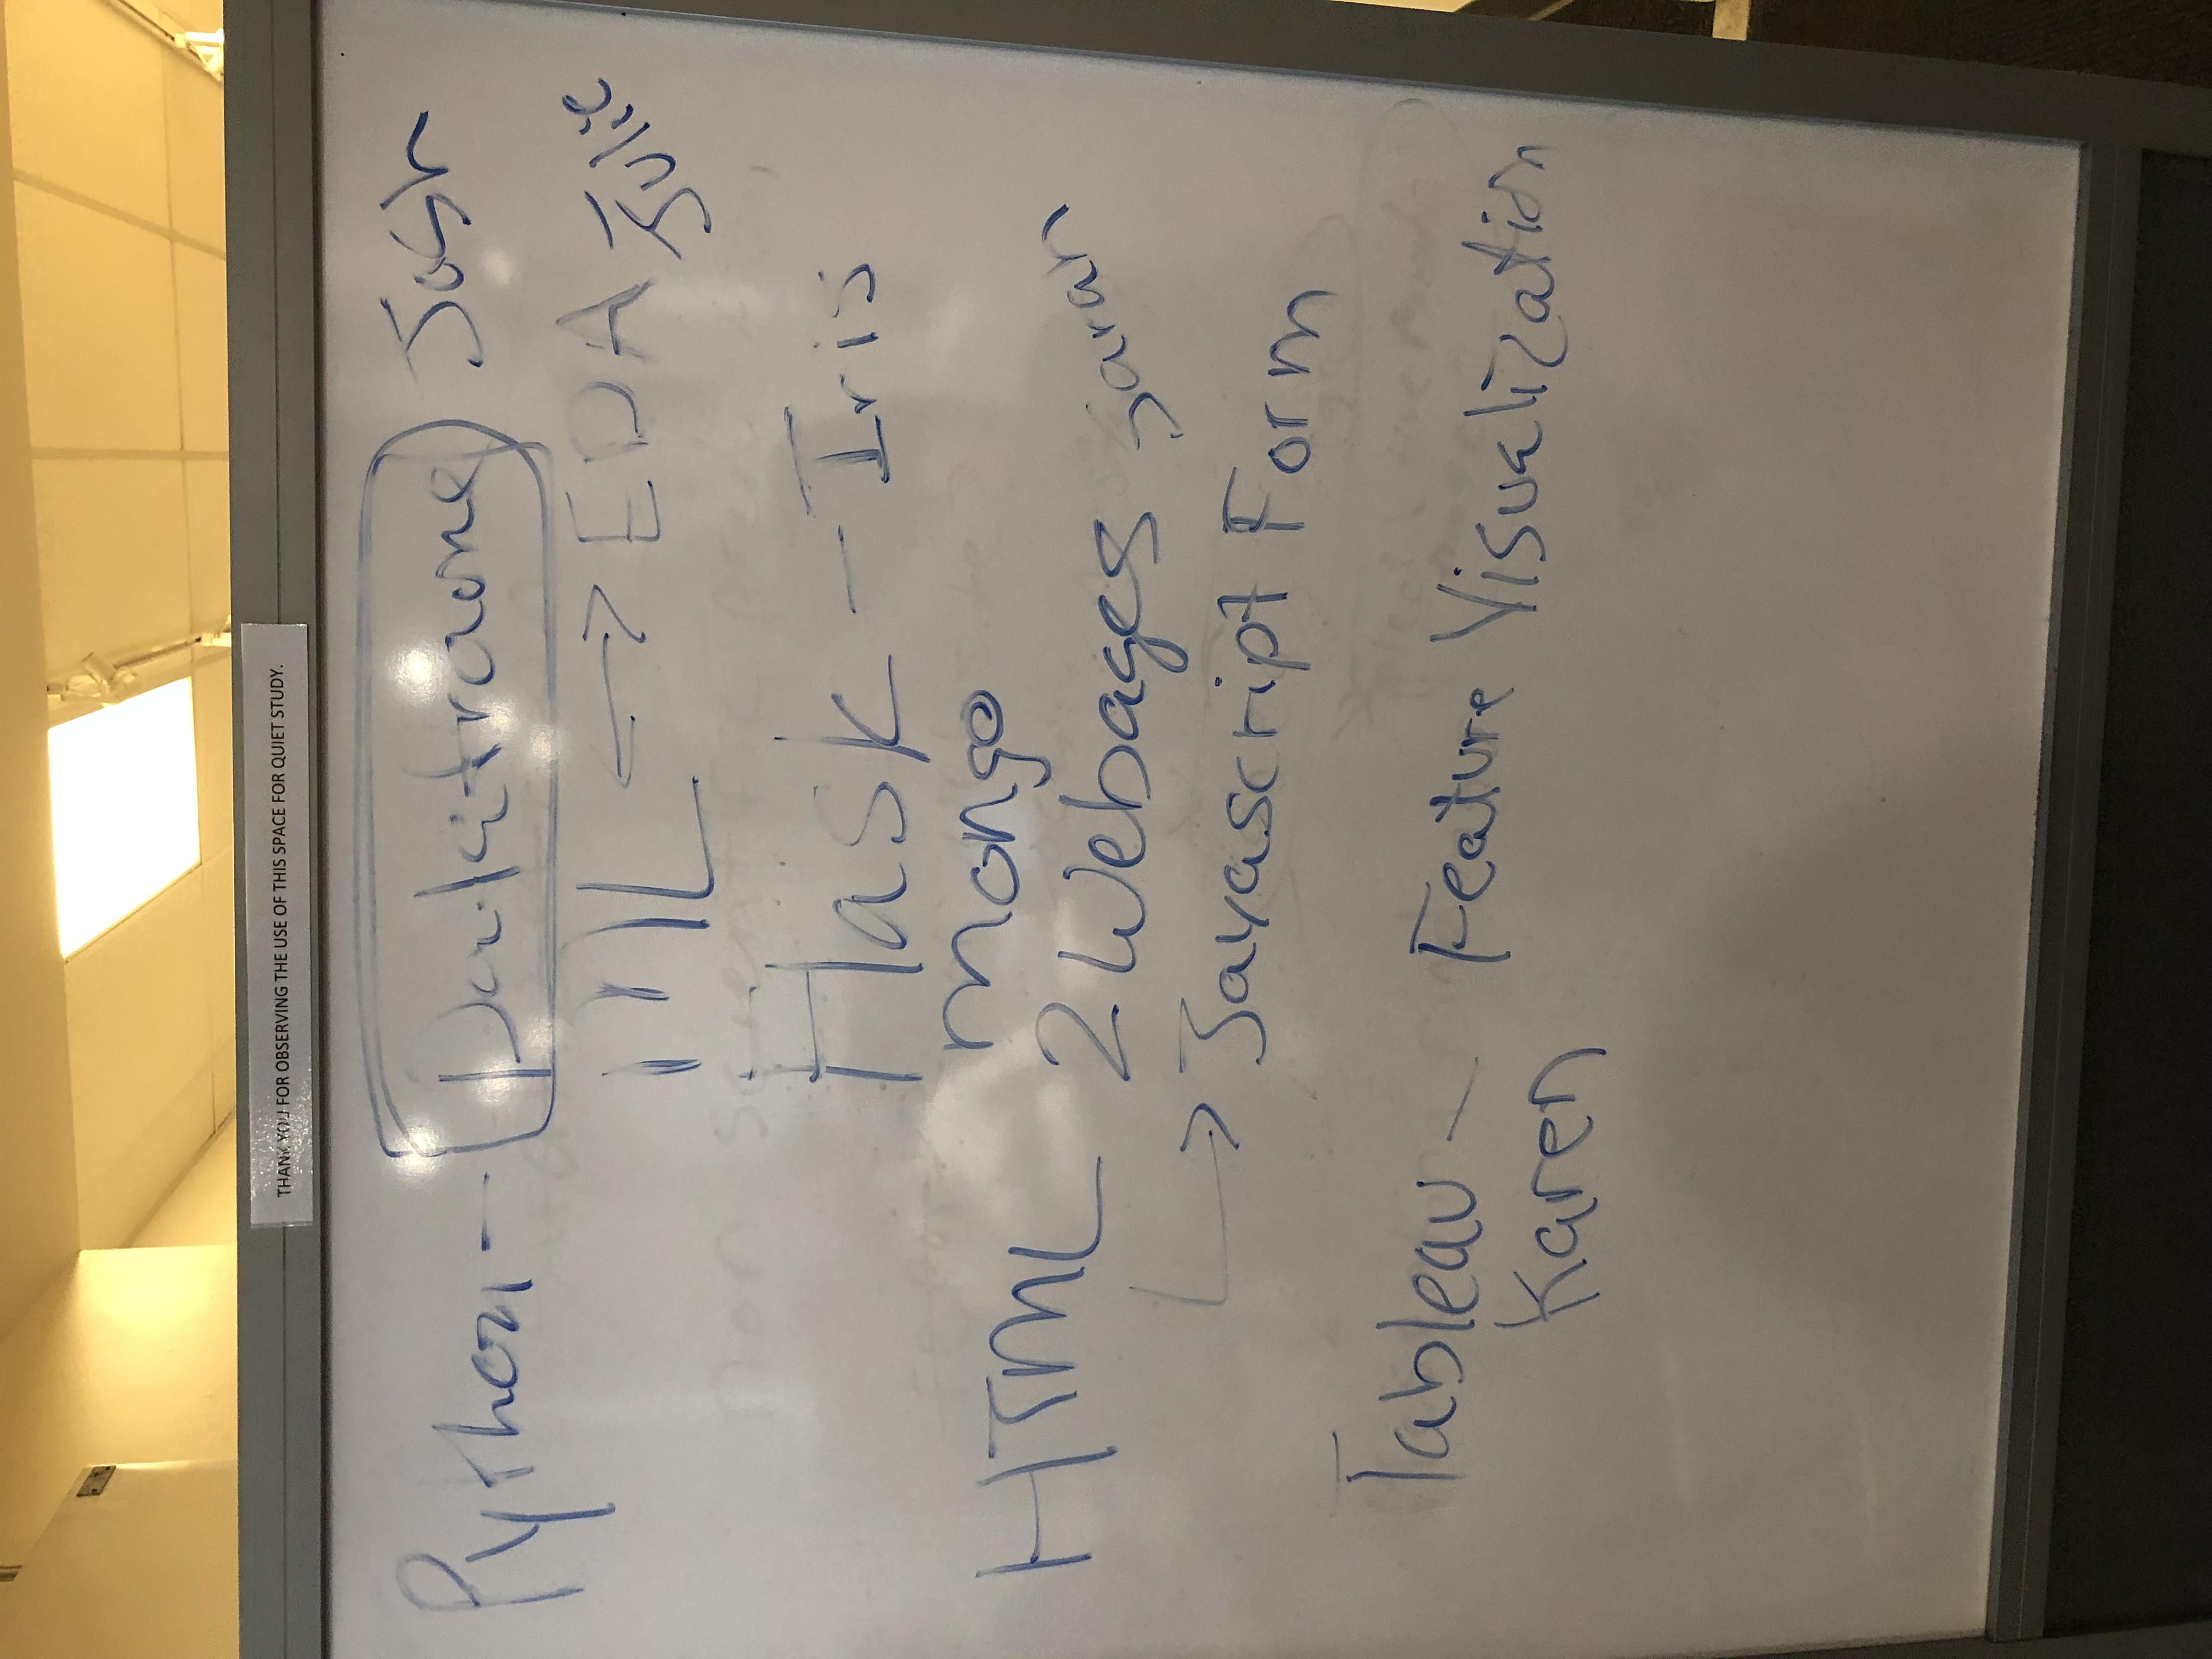 THANK YOU FOR OBSERVING THE USE OF THIS SPACE FOR QUIET STUDY.
Python - Dataframe Josh
ML <-> EDA Julie
Flask - Iris
Mongo
HTML 2 Webages Sarah
-> Javascript Form
Tableau - Feature Visualization
Karen